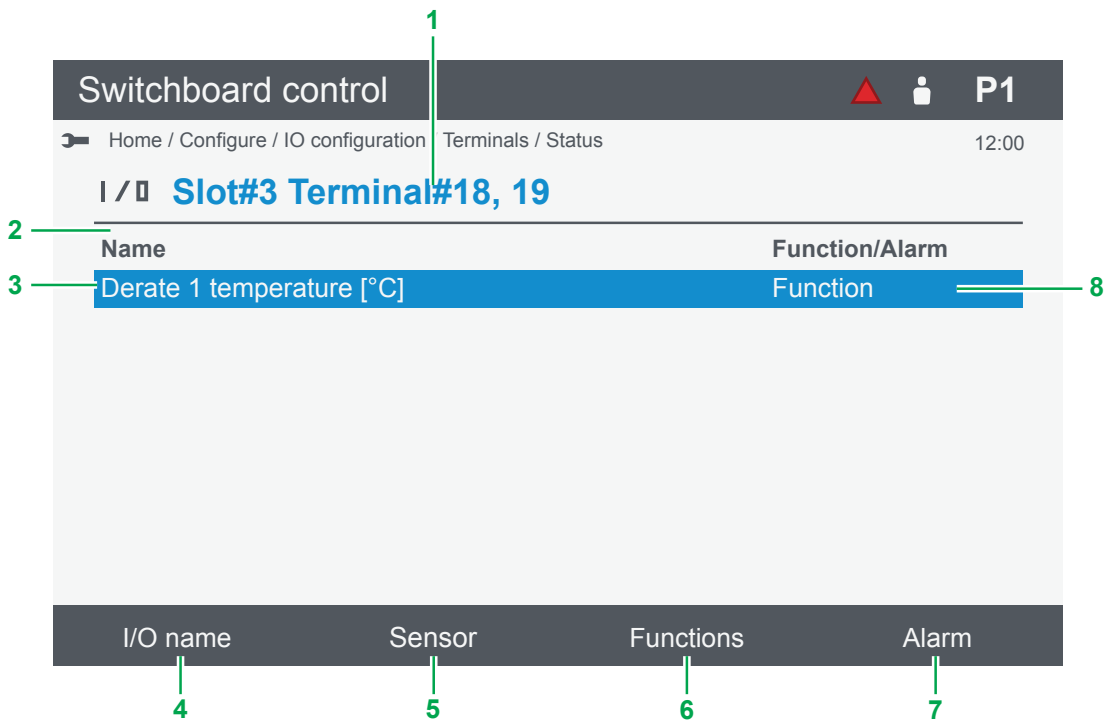 1
Switchboard control P1
Home / Configure / IO configuration / Terminals / Status 12:00
I/O Slot#3 Terminal#18, 19
2
Name Function/Alarm
3 Derate 1 temperature [°C] Function 8
I/O name Sensor Functions Alarm
4 5 6 7